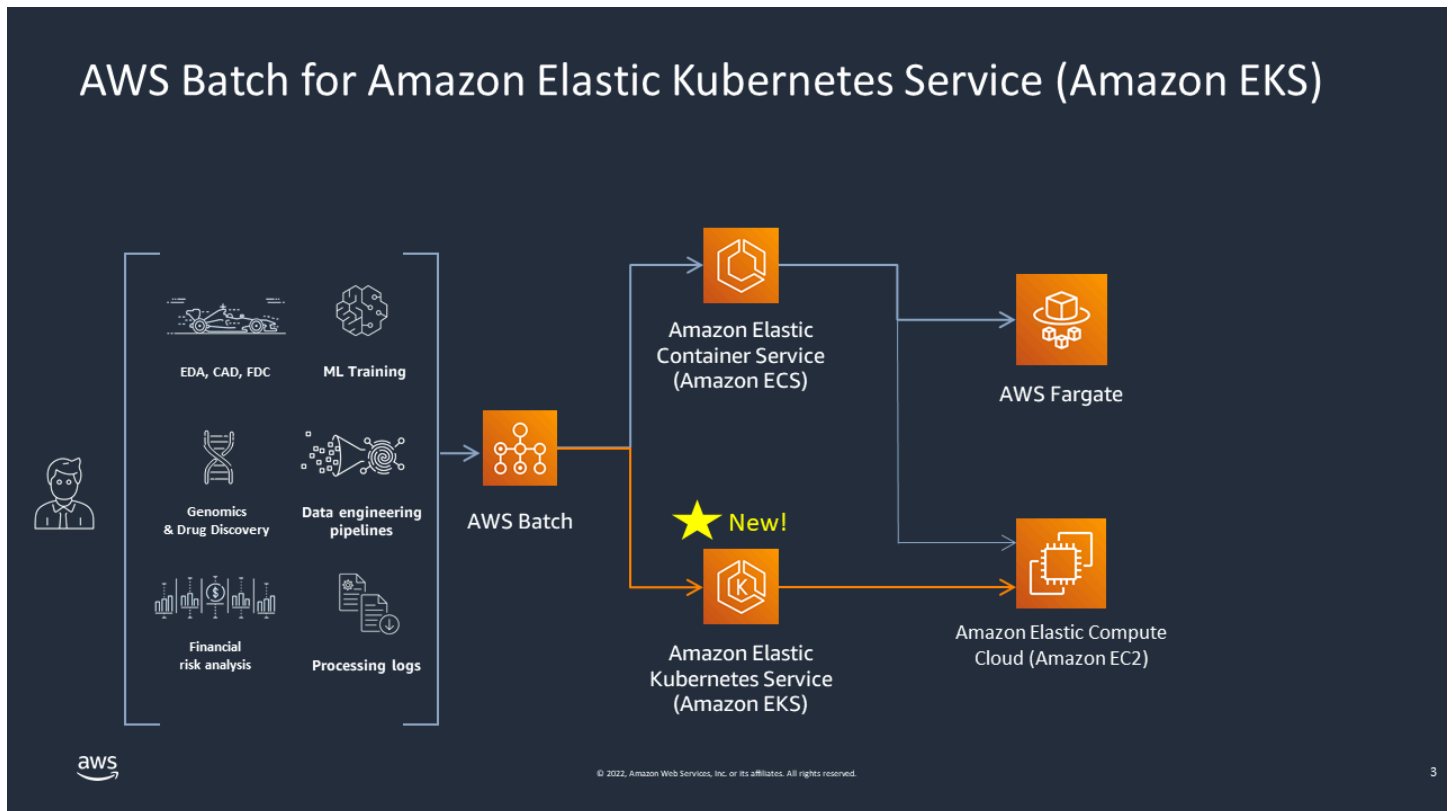 AWS Batch for Amazon Elastic Kubernetes Service (Amazon EKS)
EDA, CAD, FDC
ML Training
Genomics
& Drug Discovery
Data engineering
pipelines
Financial
risk analysis
Processing logs
AWS Batch
Amazon Elastic
Container Service
(Amazon ECS)
New!
K
Amazon Elastic
Kubernetes Service
(Amazon EKS)
AWS Fargate
Amazon Elastic Compute
Cloud (Amazon EC2)
$
aws
© 2022, Amazon Web Services, Inc. or its affiliates. All rights reserved.
3